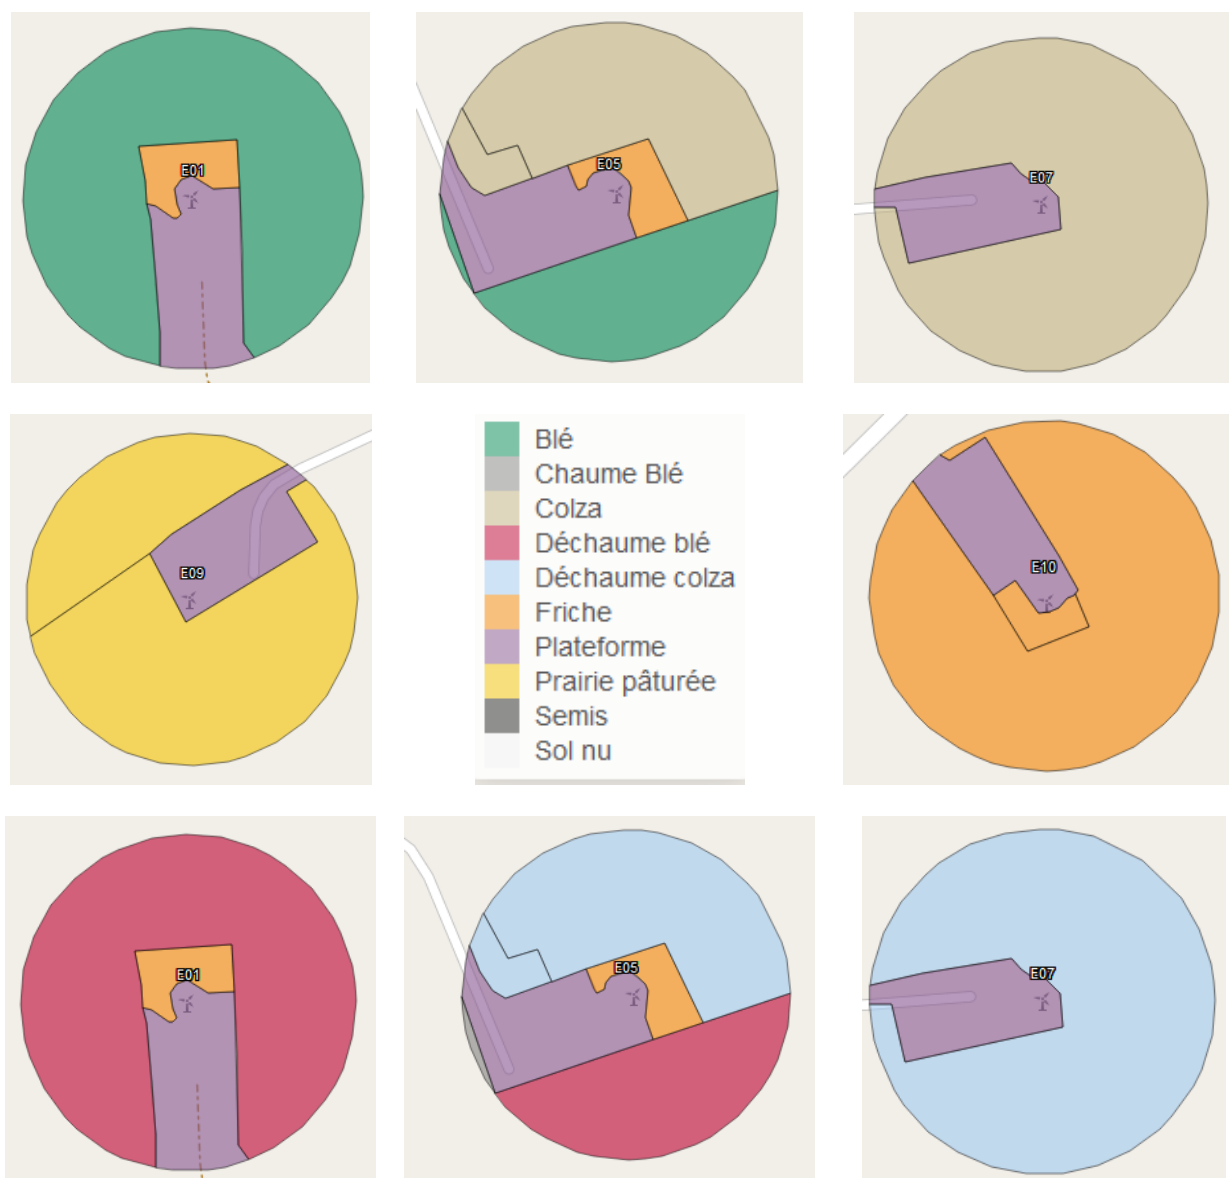 E01
E05
E07
E09
Blé
Chaume Blé
Colza
Déchaume blé
Déchaume colza
Friche
Plateforme
Prairie pâturée
Semis
Sol nu
E10
E01
E05
E07